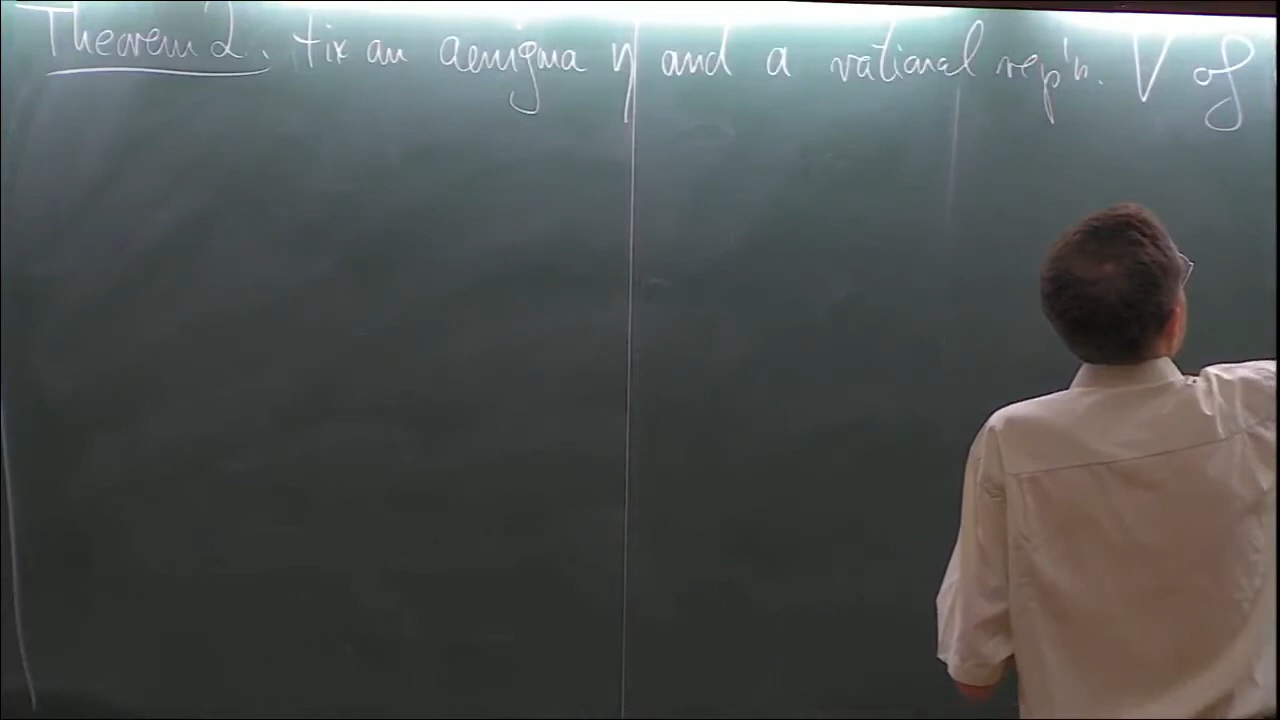 Theorem 2. Fix an aenigma η and a rational rep'n. V of